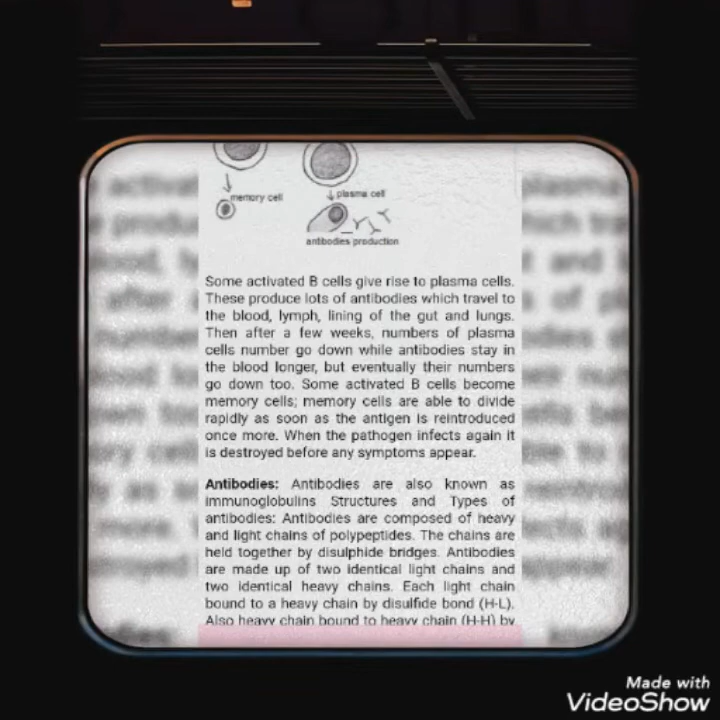 memory cell
plasma cell
antibodies production
Some activated B cells give rise to plasma cells.
These produce lots of antibodies which travel to
the blood, lymph, lining of the gut and lungs.
Then after a few weeks, numbers of plasma
cells number go down while antibodies stay in
the blood longer, but eventually their numbers
go down too. Some activated B cells become
memory cells; memory cells are able to divide
rapidly as soon as the antigen is reintroduced
once more. When the pathogen infects again it
is destroyed before any symptoms appear.
Antibodies: Antibodies are also known as
immunoglobulins Structures and Types of
antibodies: Antibodies are composed of heavy
and light chains of polypeptides. The chains are
held together by disulphide bridges. Antibodies
are made up of two identical light chains and
two identical heavy chains. Each light chain
bound to a heavy chain by disulfide bond (H-L).
Also heavy chain bound to heavy chain (H-H) by
Made with
VideoShow